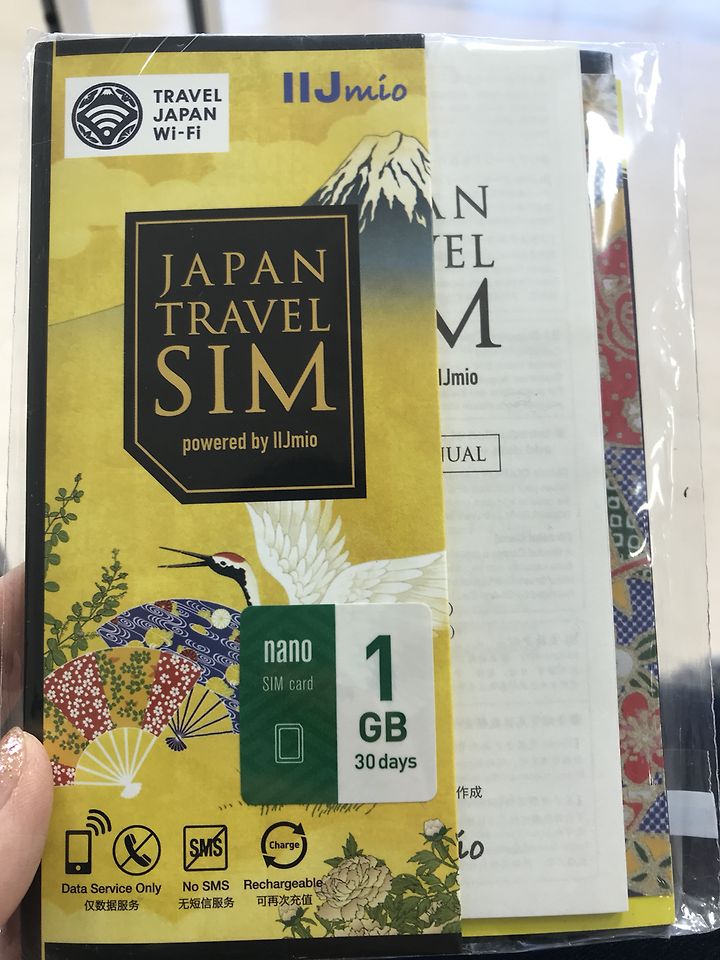 TRAVEL
JAPAN
Wi-Fi
IIJmio
JAPAN
TRAVEL
SIM
powered by IIJmio
nano
SIM card
1
GB
30 days
SMS
Charge
Data Service Only
仅数据服务
No SMS
无短信服务
Rechargeable
可再次充值
AN
VEL
M
IJmio
NUAL
作成
io